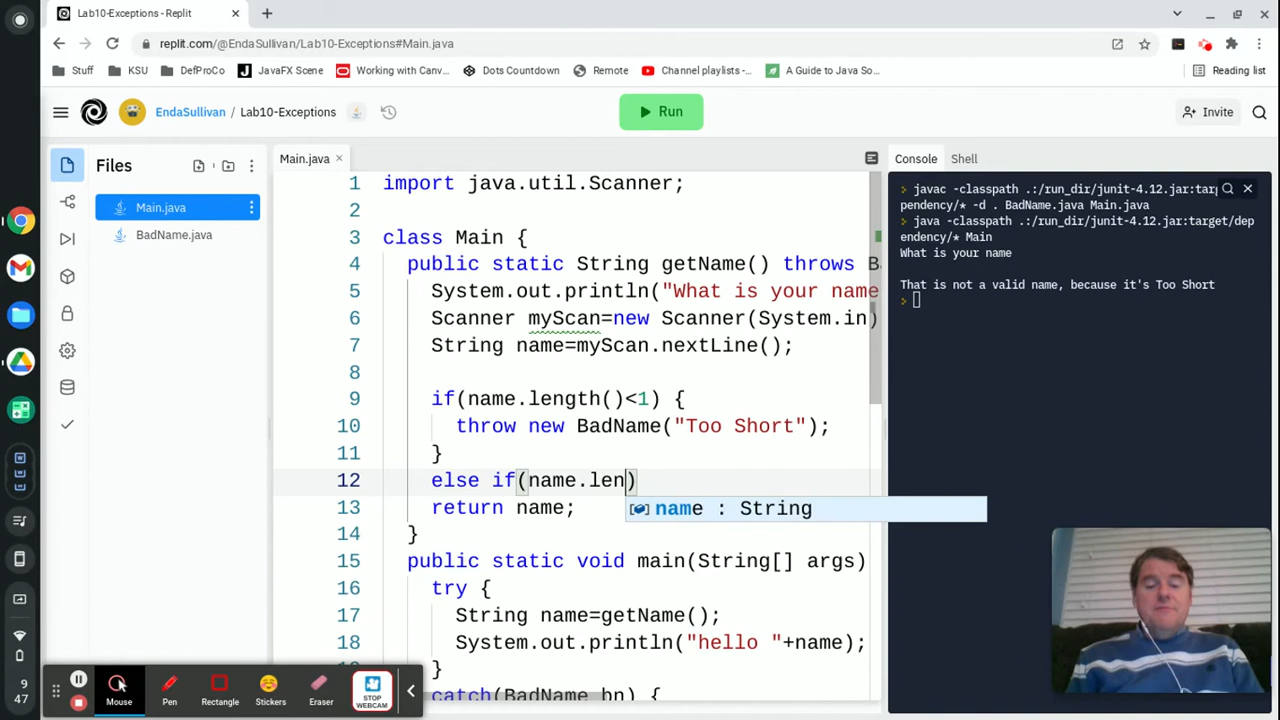 Lab10-Exceptions - Replit
replit.com/@EndaSullivan/Lab10-Exceptions#Main.java
Stuff KSU DefProCo JavaFX Scene Working with Canv... Dots Countdown Remote Channel playlists -... A Guide to Java So... Reading list
EndaSullivan / Lab10-Exceptions Run Invite
Files Main.java Console Shell
Main.java
BadName.java
1 import java.util.Scanner;
2
3 class Main {
4 public static String getName() throws B
5 System.out.println("What is your name
6 Scanner myScan=new Scanner(System.in)
7 String name=myScan.nextLine();
8
9 if(name.length()<1) {
10 throw new BadName("Too Short");
11 }
12 else if(name.len)
name : String
13 return name;
14 }
15 public static void main(String[] args)
16 try {
17 String name=getName();
18 System.out.println("hello "+name);
}
catch(BadName bn) {
> javac -classpath .:/run_dir/junit-4.12.jar:targ
pendency/* -d . BadName.java Main.java
> java -classpath .:/run_dir/junit-4.12.jar:target/dep
endency/* Main
What is your name
That is not a valid name, because it's Too Short
>
9
47
Mouse Pen Rectangle Stickers Eraser STOP WEBCAM